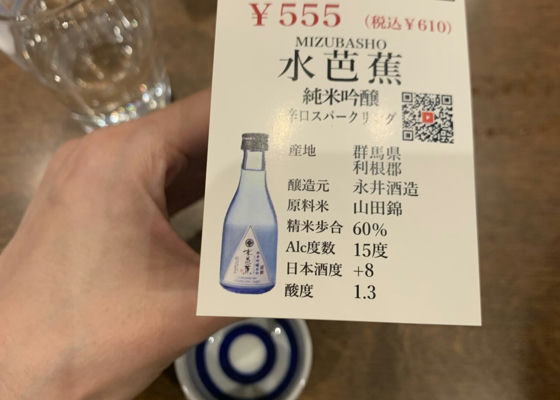 ￥555 (税込￥610)
MIZUBASHO
水芭蕉
純米吟醸
辛口スパークリング
産地 群馬県
利根郡
醸造元 永井酒造
原料米 山田錦
精米歩合 60%
Alc度数 15度
日本酒度 +8
酸度 1.3
水芭蕉